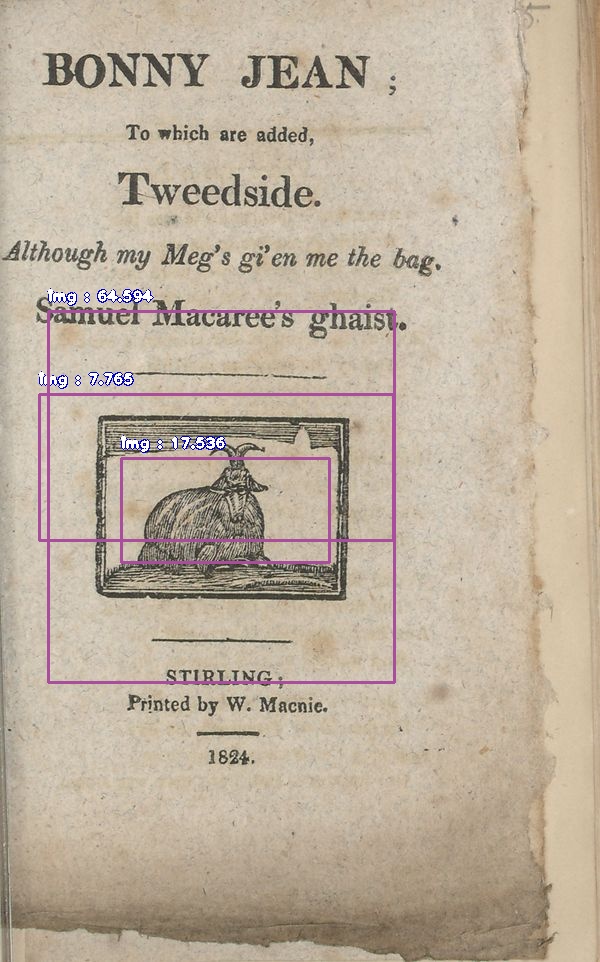 5.
BONNY JEAN ;
To which are added,
Tweedside.
Although my Meg's gi'en me the bag.
img : 64.594
Samuel Macaree's ghaist.
img : 7.765
img : 17.536
STIRLING;
Printed by W. Macnie.
1824.